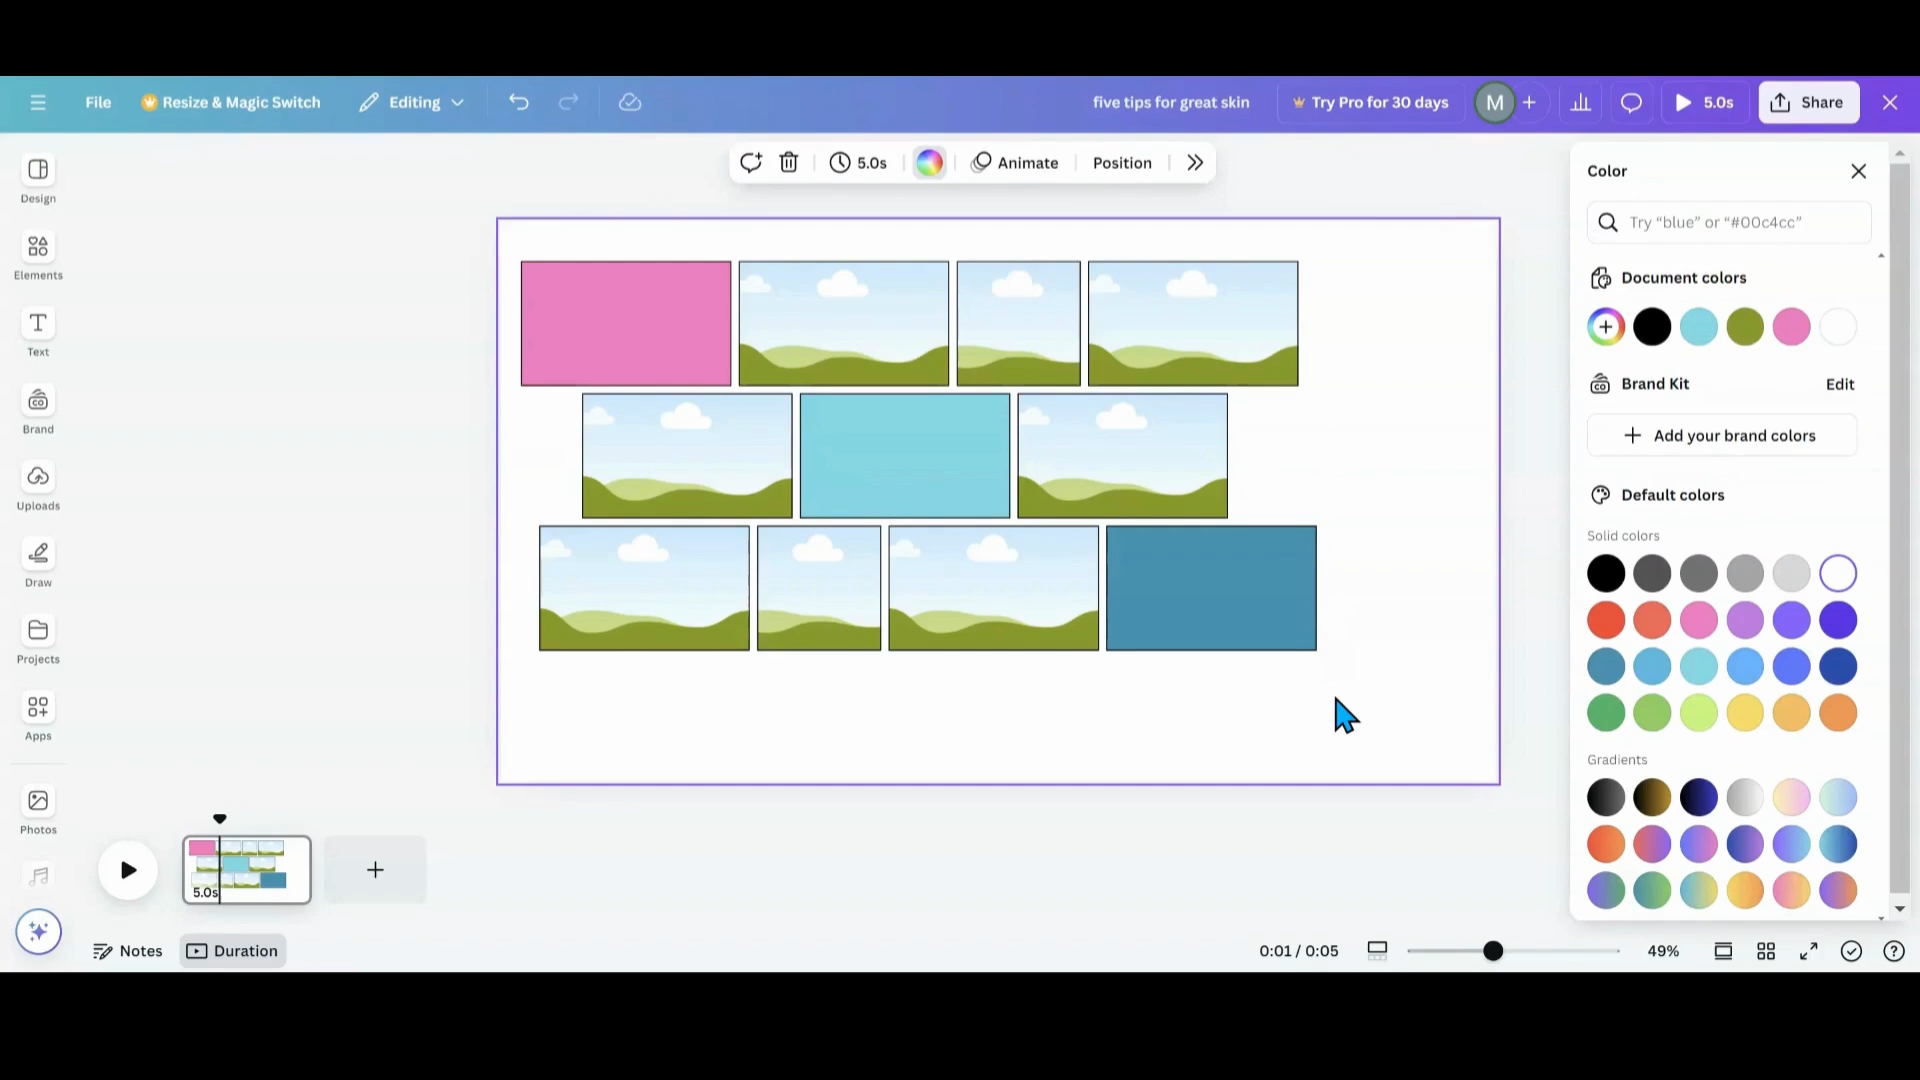 File
Resize & Magic Switch
Editing
five tips for great skin
Try Pro for 30 days
M
5.0s
Share
Design
Elements
Text
Brand
Uploads
Draw
Projects
Apps
Photos
5.0s
Animate
Position
Color
Try “blue” or “#00c4cc”
Document colors
Brand Kit
Edit
Add your brand colors
Default colors
Solid colors
Gradients
5.0s
Notes
Duration
0:01 / 0:05
49%